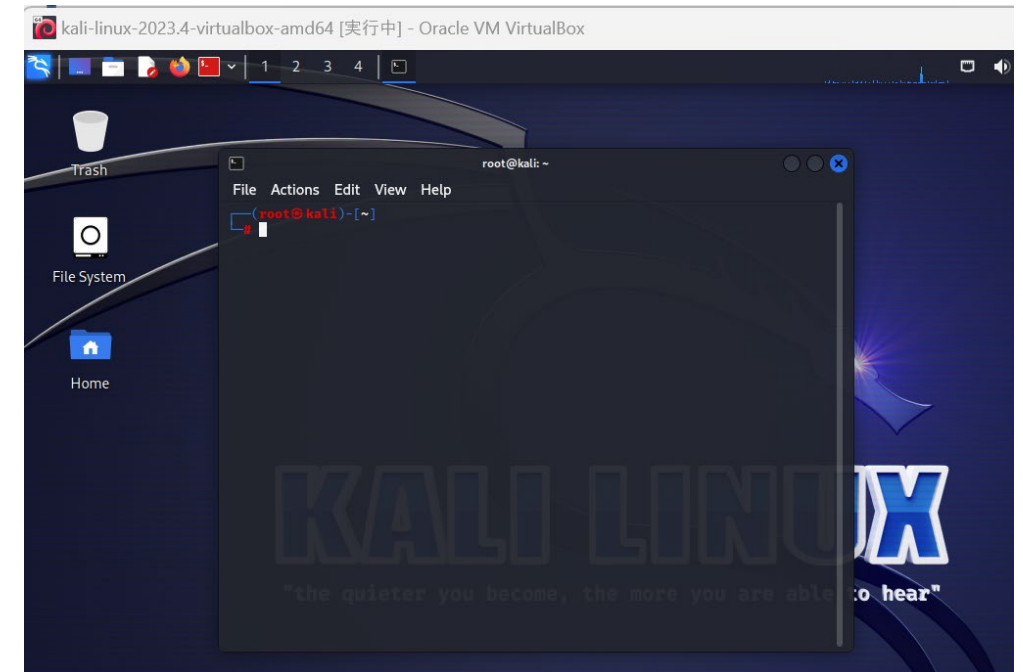 kali-linux-2023.4-virtualbox-amd64 [実行中] - Oracle VM VirtualBox
1 2 3 4
Trash
root@kali: ~
File Actions Edit View Help
┌──(root㉿kali)-[~]
└─#
File System
Home
KALI LINUX
"the quieter you become, the more you are able to hear"